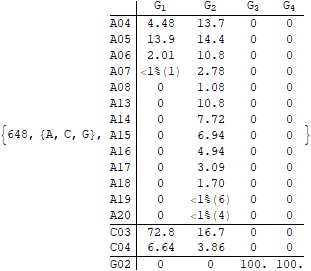 G₁ G₂ G₃ G₄
A04 4.48 13.7 0 0
A05 13.9 14.4 0 0
A06 2.01 10.8 0 0
A07 <1%(1) 2.78 0 0
A08 0 1.08 0 0
A13 0 10.8 0 0
A14 0 7.72 0 0
{648, {A, C, G}, A15 0 6.94 0 0 }
A16 0 4.94 0 0
A17 0 3.09 0 0
A18 0 1.70 0 0
A19 0 <1%(6) 0 0
A20 0 <1%(4) 0 0
C03 72.8 16.7 0 0
C04 6.64 3.86 0 0
G02 0 0 100. 100.